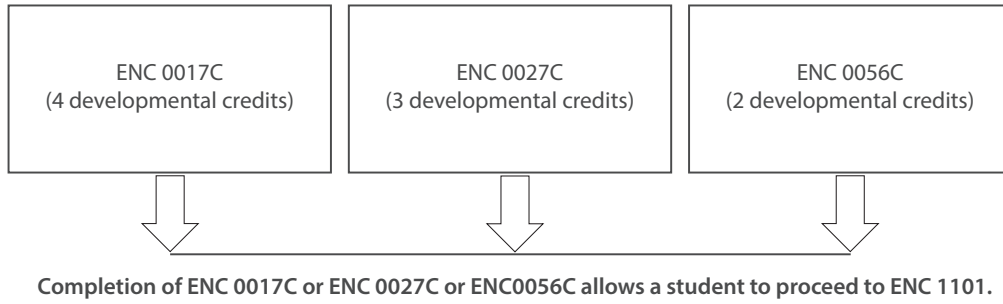 ENC 0017C
(4 developmental credits)
ENC 0027C
(3 developmental credits)
ENC 0056C
(2 developmental credits)
Completion of ENC 0017C or ENC 0027C or ENC0056C allows a student to proceed to ENC 1101.